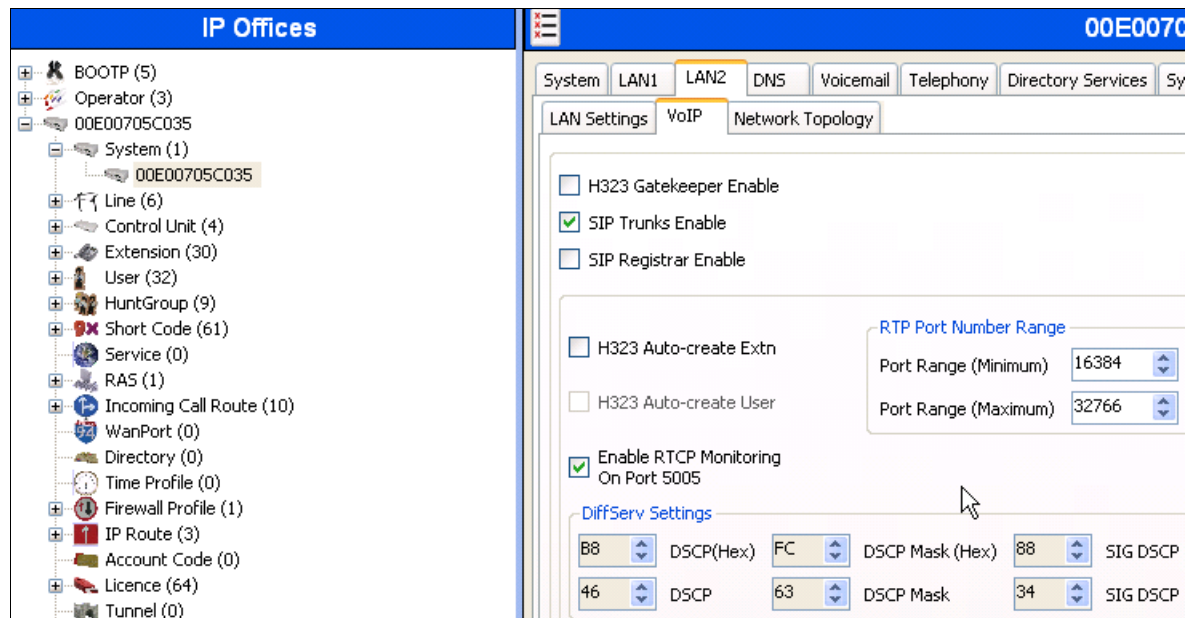 IP Offices
BOOTP (5)
Operator (3)
00E00705C035
System (1)
00E00705C035
Line (6)
Control Unit (4)
Extension (30)
User (32)
HuntGroup (9)
Short Code (61)
Service (0)
RAS (1)
Incoming Call Route (10)
WanPort (0)
Directory (0)
Time Profile (0)
Firewall Profile (1)
IP Route (3)
Account Code (0)
Licence (64)
Tunnel (0)
00E0070
System LAN1 LAN2 DNS Voicemail Telephony Directory Services Sy
LAN Settings VoIP Network Topology
H323 Gatekeeper Enable
SIP Trunks Enable
SIP Registrar Enable
H323 Auto-create Extn
H323 Auto-create User
Enable RTCP Monitoring
On Port 5005
RTP Port Number Range
Port Range (Minimum) 16384
Port Range (Maximum) 32766
DiffServ Settings
B8 DSCP(Hex) FC DSCP Mask (Hex) 88 SIG DSCP
46 DSCP 63 DSCP Mask 34 SIG DSCP